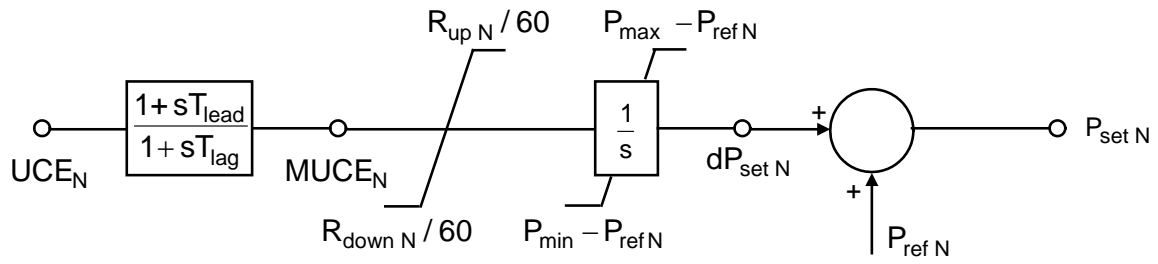 R_up N / 60
P_max − P_ref N
1 + sT_lead
1 + sT_lag
1
s
+
P_set N
UCE_N
MUCE_N
dP_set N
+
R_down N / 60
P_min − P_ref N
P_ref N